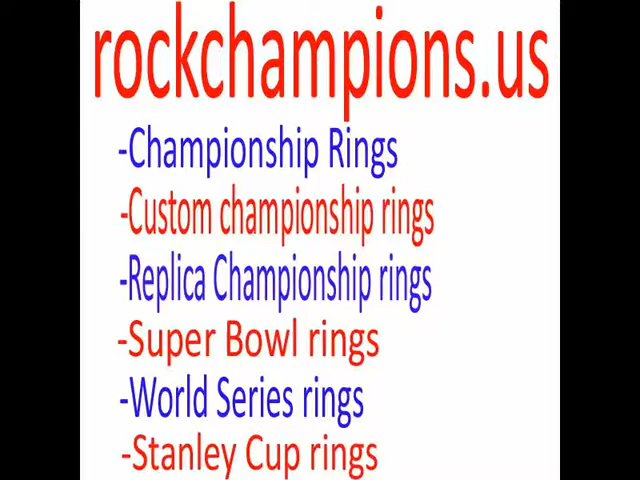 rockchampions.us
-Championship Rings
-Custom championship rings
-Replica Championship rings
-Super Bowl rings
-World Series rings
-Stanley Cup rings